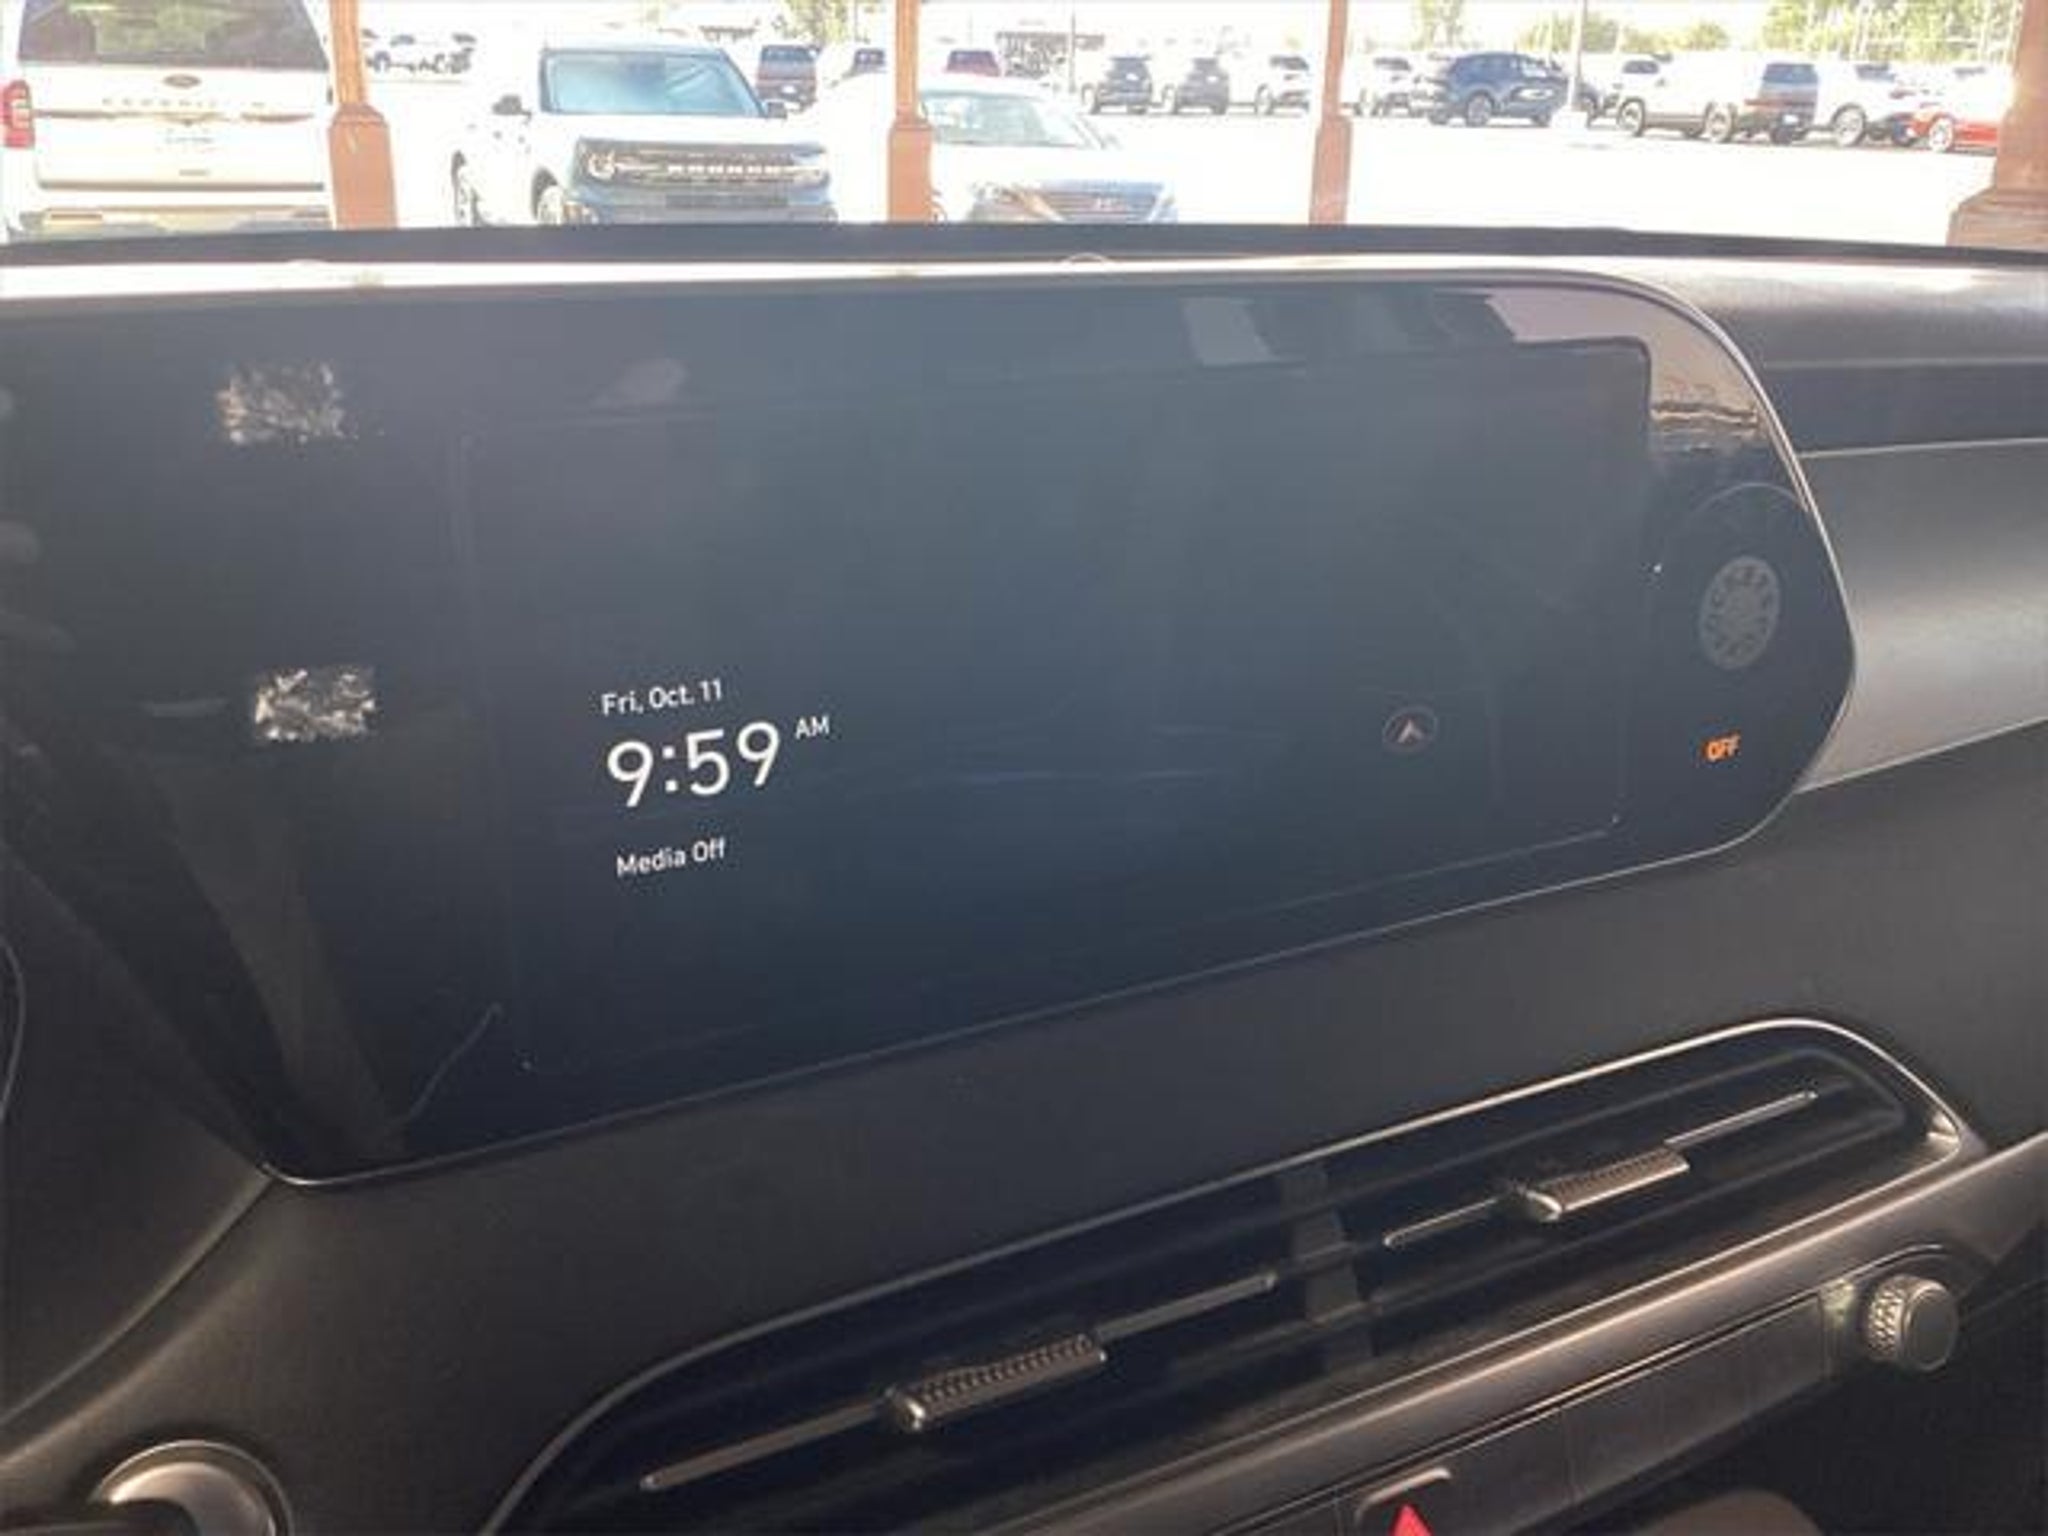 Fri, Oct. 11
9:59 AM
Media Off
OFF